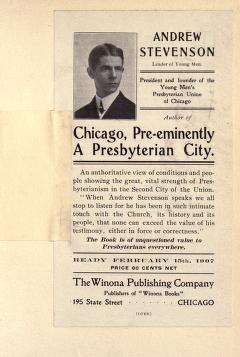 ANDREW
STEVENSON
Leader of Young Men
President and founder of the
Young Men's
Presbyterian Union
of Chicago
Author of
Chicago, Pre-eminently
A Presbyterian City.
An authoritative view of conditions and peo-
ple showing the great, vital strength of Pres-
byterianism in the Second City of the Union.
"When Andrew Stevenson speaks we all
stop to listen for he has been in such intimate
touch with the Church, its history and its
people, that none can exceed the value of his
testimony, either in force or correctness."
The Book is of unquestioned value to
Presbyterians everywhere.
READY FEBRUARY 15th, 1907
PRICE 60 CENTS NET
The Winona Publishing Company
Publishers of "Winona Books"
195 State Street · · · · · · CHICAGO